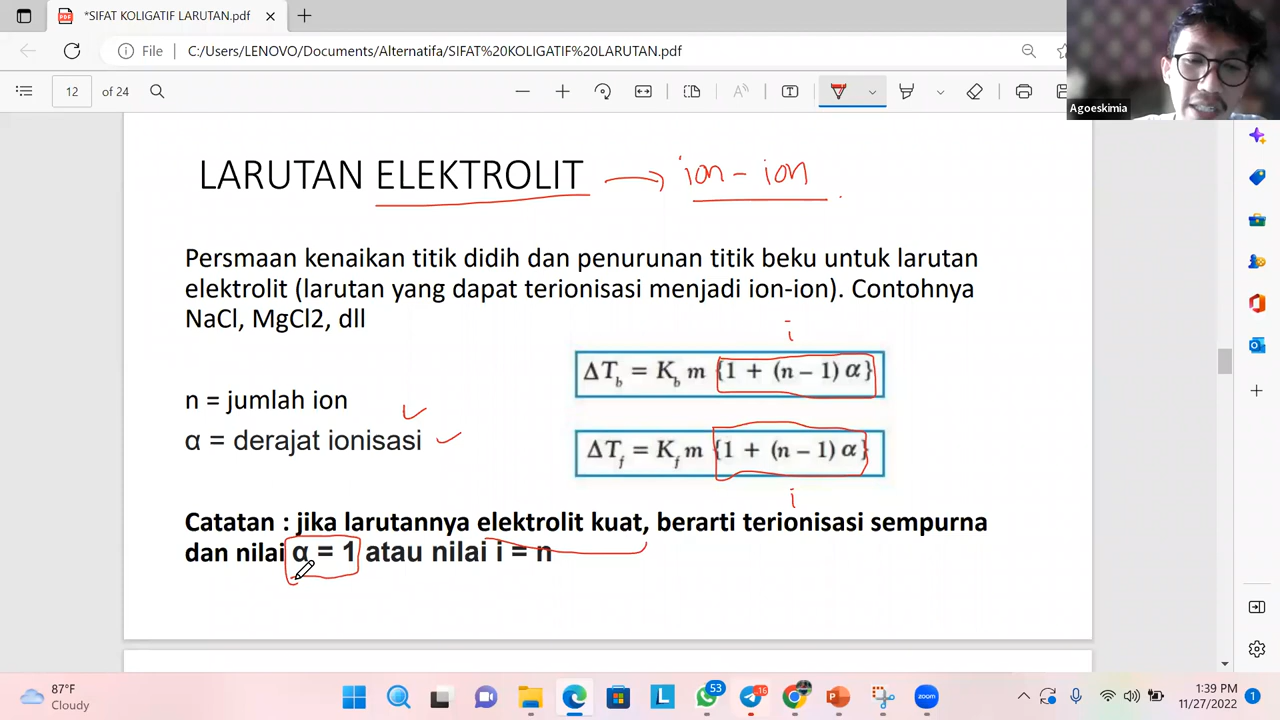 *SIFAT KOLIGATIF LARUTAN.pdf
File C:/Users/LENOVO/Documents/Alternatifa/SIFAT%20KOLIGATIF%20LARUTAN.pdf
12 of 24
Agoeskimia
LARUTAN ELEKTROLIT → ion - ion
Persmaan kenaikan titik didih dan penurunan titik beku untuk larutan
elektrolit (larutan yang dapat terionisasi menjadi ion-ion). Contohnya
NaCl, MgCl2, dll
i
ΔT_b = K_b m {1 + (n – 1) α}
n = jumlah ion
α = derajat ionisasi
ΔT_f = K_f m {1 + (n – 1) α}
i
Catatan : jika larutannya elektrolit kuat, berarti terionisasi sempurna
dan nilai α = 1 atau nilai i = n
87°F
Cloudy
L
53
16
zoom
1:39 PM
11/27/2022
1